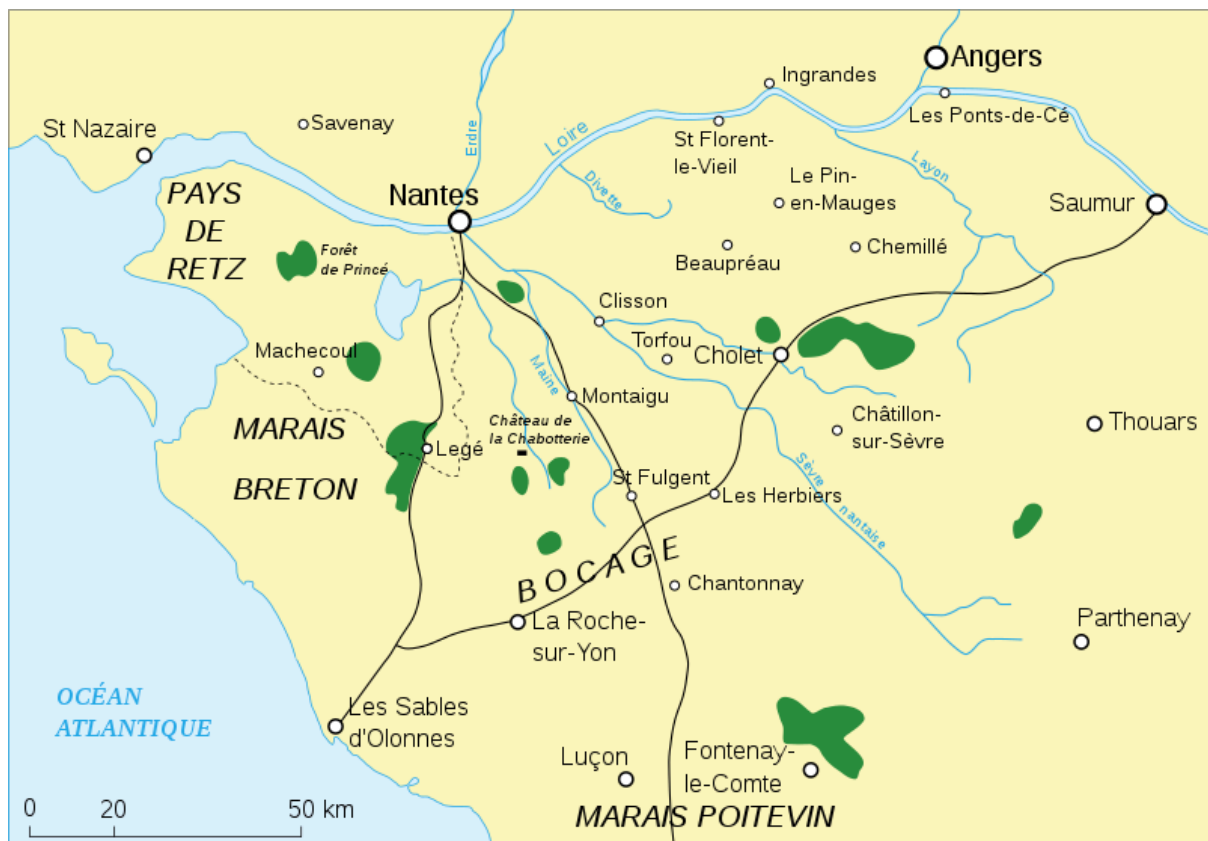 Angers
Ingrandes
Les Ponts-de-Cé
Savenay
St Nazaire
Erdre
Loire
St Florent-
le-Vieil
Layon
Divette
Le Pin-
en-Mauges
PAYS
DE
RETZ
Nantes
Saumur
Forêt
de Princé
Beaupréau
Chemillé
Clisson
Torfou
Cholet
Machecoul
Maine
Montaigu
MARAIS
BRETON
Château de
la Chabotterie
Châtillon-
sur-Sèvre
Thouars
Legé
St Fulgent
Les Herbiers
Sèvre nantaise
BOCAGE
Chantonnay
La Roche-
sur-Yon
Parthenay
OCÉAN
ATLANTIQUE
Les Sables
d'Olonnes
Luçon
Fontenay-
le-Comte
MARAIS POITEVIN
0 20 50 km